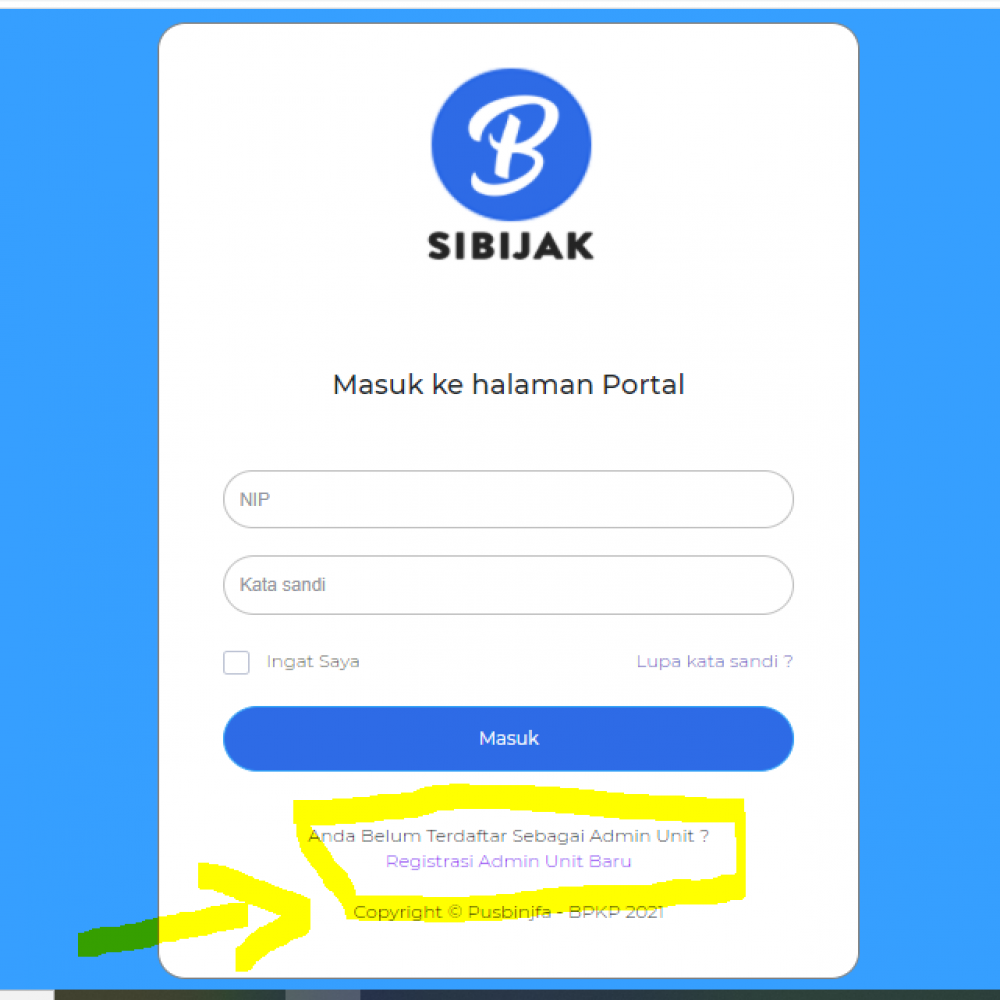 B
SIBIJAK
Masuk ke halaman Portal
NIP
Kata sandi
Ingat Saya
Lupa kata sandi ?
Masuk
Anda Belum Terdaftar Sebagai Admin Unit ?
Registrasi Admin Unit Baru
Copyright © Pusbinjfa - BPKP 2021